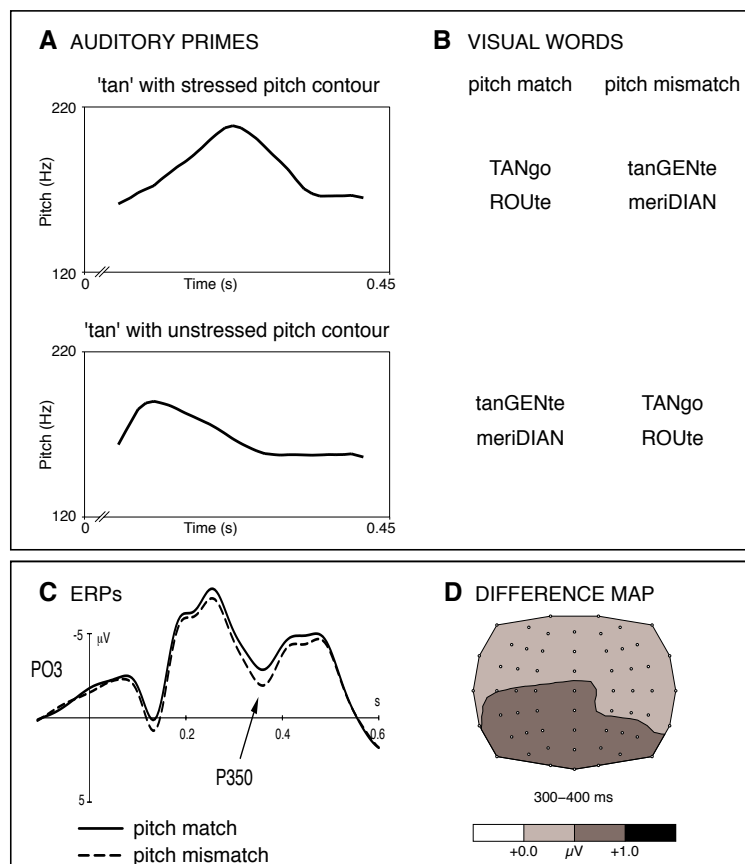 A AUDITORY PRIMES
'tan' with stressed pitch contour
220
Pitch (Hz)
120
0
Time (s)
0.45
'tan' with unstressed pitch contour
220
Pitch (Hz)
120
0
Time (s)
0.45
B VISUAL WORDS
pitch match pitch mismatch
TANgo tanGENte
ROUte meriDIAN
tanGENte TANgo
meriDIAN ROUte
C ERPs
-5 µV
PO3
s
0.2 0.4 0.6
P350
5
pitch match
pitch mismatch
D DIFFERENCE MAP
300–400 ms
+0.0 µV +1.0